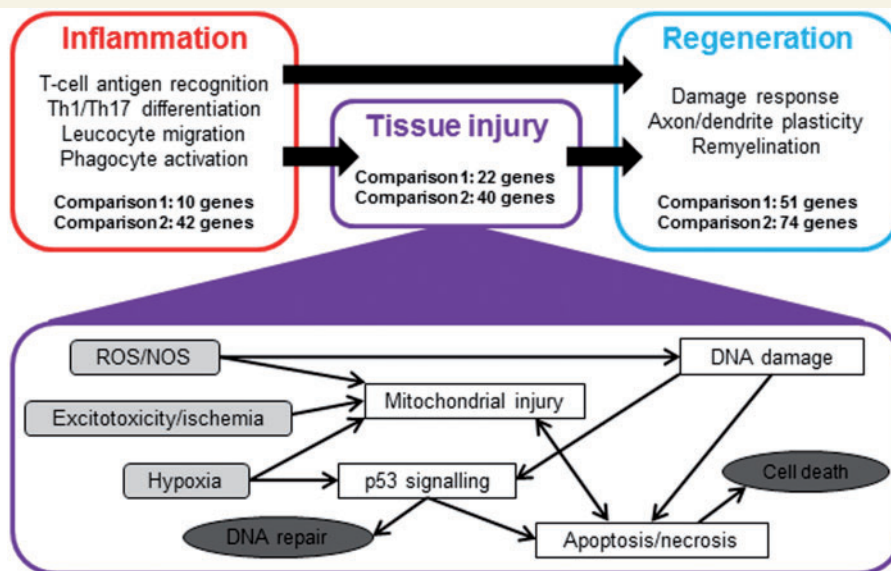 Inflammation
T-cell antigen recognition
Th1/Th17 differentiation
Leucocyte migration
Phagocyte activation
Comparison 1: 10 genes
Comparison 2: 42 genes
Tissue injury
Comparison 1: 22 genes
Comparison 2: 40 genes
Regeneration
Damage response
Axon/dendrite plasticity
Remyelination
Comparison 1: 51 genes
Comparison 2: 74 genes
ROS/NOS
DNA damage
Mitochondrial injury
Excitotoxicity/ischemia
Hypoxia
p53 signalling
Cell death
DNA repair
Apoptosis/necrosis